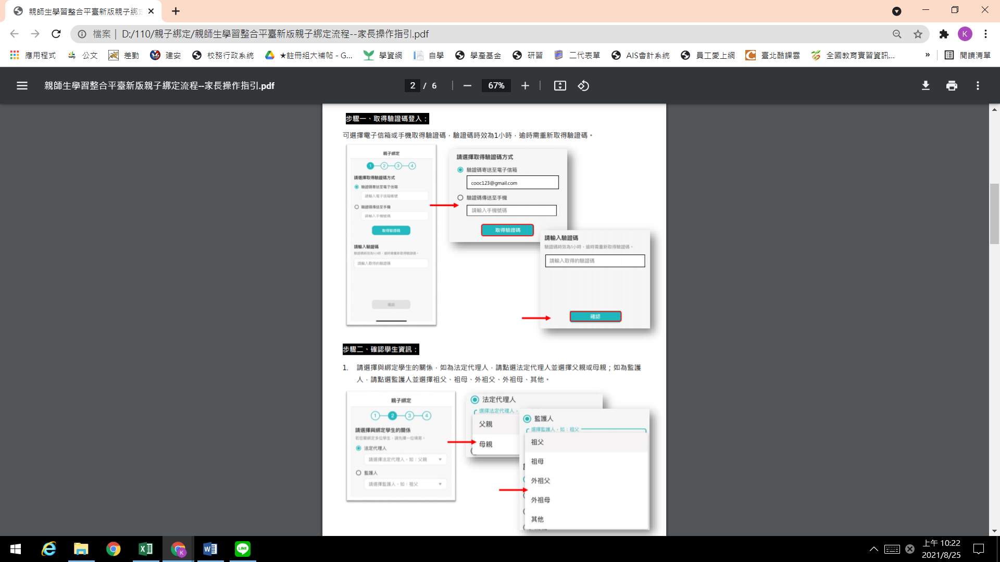 親師生學習整合平臺新版親子綁定
檔案 D:/110/親子綁定/親師生學習整合平臺新版親子綁定流程--家長操作指引.pdf
K
應用程式 公文 差勤 建安 校務行政系統 ★註冊組大補帖 - G... 學資網 自學 學產基金 研習 二代表單 AIS會計系統 員工愛上網 臺北酷課雲 全國教育實習資訊... » 閱讀清單
親師生學習整合平臺新版親子綁定流程--家長操作指引.pdf
2 / 6
67%
步驟一、取得驗證碼登入：
可選擇電子信箱或手機取得驗證碼，驗證碼時效為1小時，逾時需重新取得驗證碼。
親子綁定
1 2 3 4
請選擇取得驗證碼方式
驗證碼寄送至電子信箱
請輸入電子信箱帳號
驗證碼傳送至手機
請輸入手機號碼
取得驗證碼
請輸入驗證碼
驗證碼時效為1小時，逾時需重新取得驗證碼。
請輸入取得的驗證碼
確認
請選擇取得驗證碼方式
驗證碼寄送至電子信箱
cooc123@gmail.com
驗證碼傳送至手機
請輸入手機號碼
取得驗證碼
請輸入驗證碼
驗證碼時效為1小時，逾時需重新取得驗證碼。
請輸入取得的驗證碼
確認
步驟二、確認學生資訊：
1. 請選擇與綁定學生的關係，如為法定代理人，請點選法定代理人並選擇父親或母親；如為監護
人，請點選監護人並選擇祖父、祖母、外祖父、外祖母、其他。
親子綁定
1 2 3 4
請選擇與綁定學生的關係
若您要綁定多位學生，請先擇一位填寫。
法定代理人
請選擇法定代理人，如：父親
監護人
請選擇監護人，如：祖父
法定代理人
選擇法定代理人，
父親
母親
監護人
選擇監護人，如：祖父
祖父
祖母
外祖父
外祖母
其他
K
LINE
上午 10:22
2021/8/25